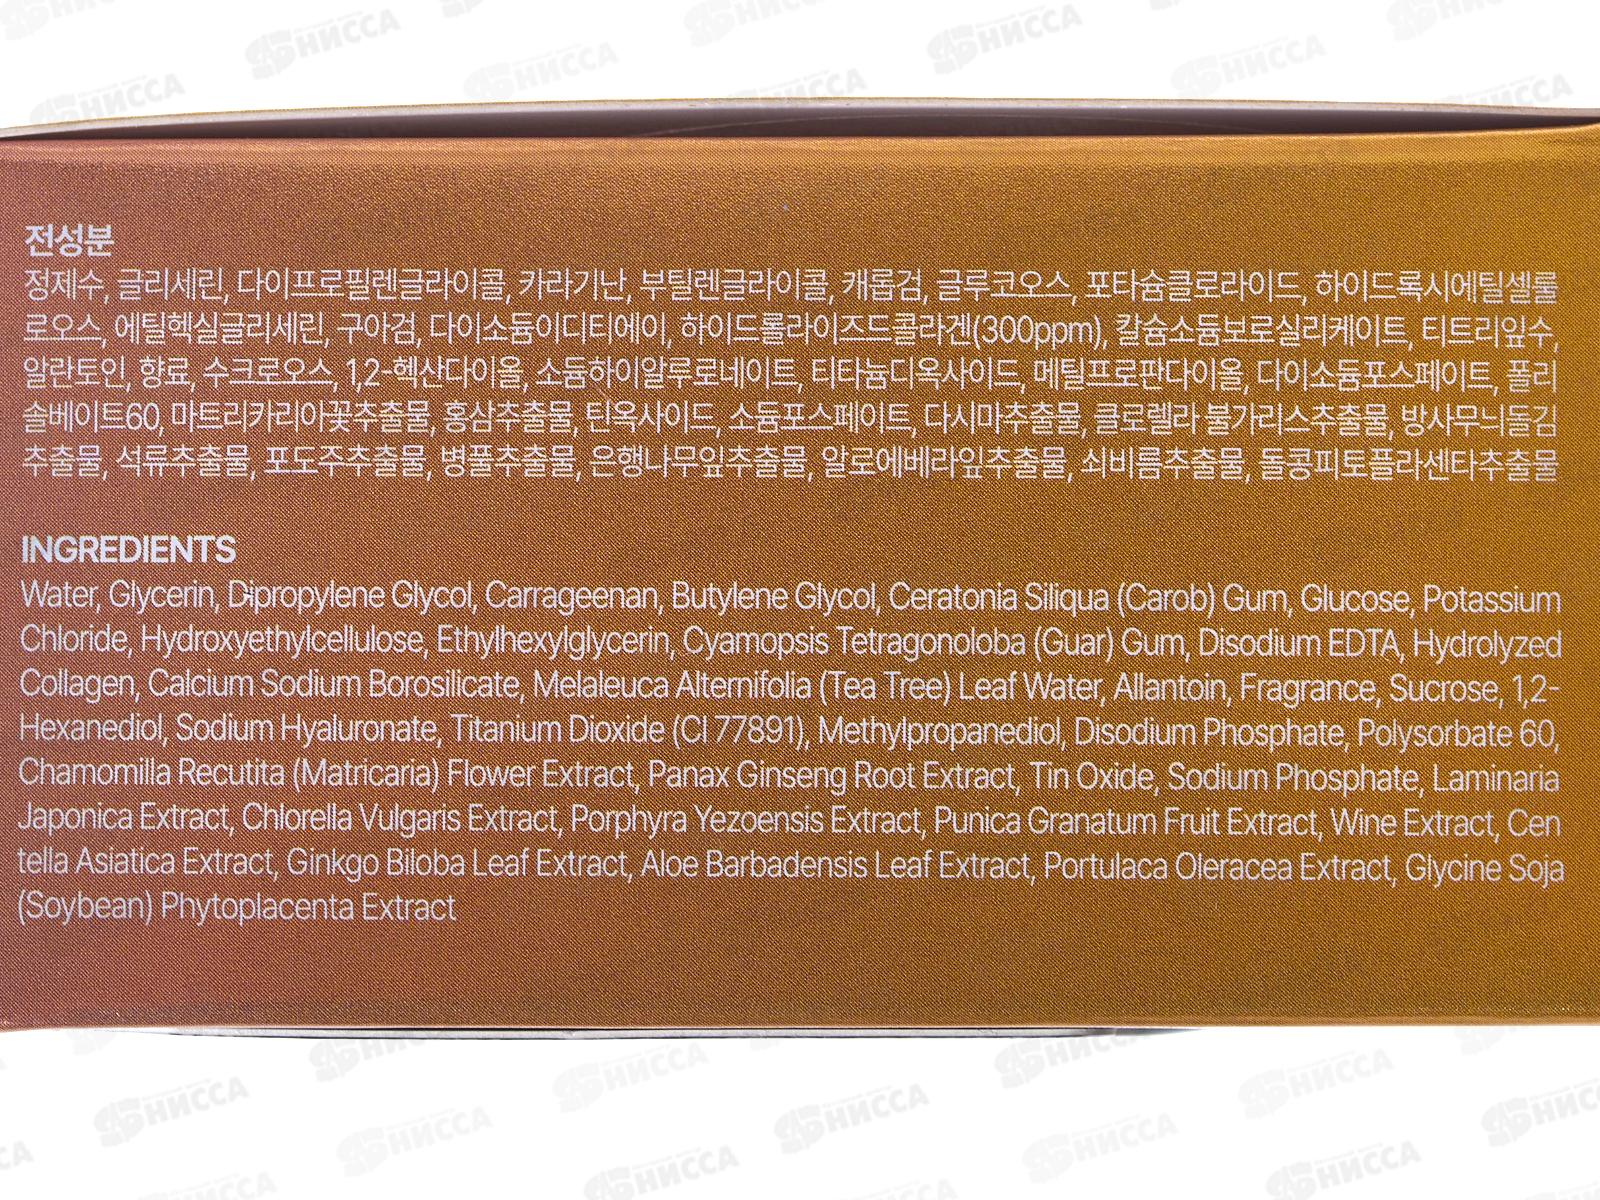 전성분
정제수, 글리세린, 다이프로필렌글라이콜, 카라기난, 부틸렌글라이콜, 캐롭검, 글루코오스, 포타슘클로라이드, 하이드록시에틸셀룰
로오스, 에틸헥실글리세린, 구아검, 다이소듐이디티에이, 하이드롤라이즈드콜라겐(300ppm), 칼슘소듐보로실리케이트, 티트리잎수,
알란토인, 향료, 수크로오스, 1,2-헥산다이올, 소듐하이알루로네이트, 티타늄디옥사이드, 메틸프로판다이올, 다이소듐포스페이트, 폴리
솔베이트60, 마트리카리아꽃추출물, 홍삼추출물, 틴옥사이드, 소듐포스페이트, 다시마추출물, 클로렐라 불가리스추출물, 방사무늬돌김
추출물, 석류추출물, 포도주추출물, 병풀추출물, 은행나무잎추출물, 알로에베라잎추출물, 쇠비름추출물, 돌콩피토플라센타추출물
INGREDIENTS
Water, Glycerin, Dipropylene Glycol, Carrageenan, Butylene Glycol, Ceratonia Siliqua (Carob) Gum, Glucose, Potassium
Chloride, Hydroxyethylcellulose, Ethylhexylglycerin, Cyamopsis Tetragonoloba (Guar) Gum, Disodium EDTA, Hydrolyzed
Collagen, Calcium Sodium Borosilicate, Melaleuca Alternifolia (Tea Tree) Leaf Water, Allantoin, Fragrance, Sucrose, 1,2-
Hexanediol, Sodium Hyaluronate, Titanium Dioxide (CI 77891), Methylpropanediol, Disodium Phosphate, Polysorbate 60,
Chamomilla Recutita (Matricaria) Flower Extract, Panax Ginseng Root Extract, Tin Oxide, Sodium Phosphate, Laminaria
Japonica Extract, Chlorella Vulgaris Extract, Porphyra Yezoensis Extract, Punica Granatum Fruit Extract, Wine Extract, Cen
tella Asiatica Extract, Ginkgo Biloba Leaf Extract, Aloe Barbadensis Leaf Extract, Portulaca Oleracea Extract, Glycine Soja
(Soybean) Phytoplacenta Extract